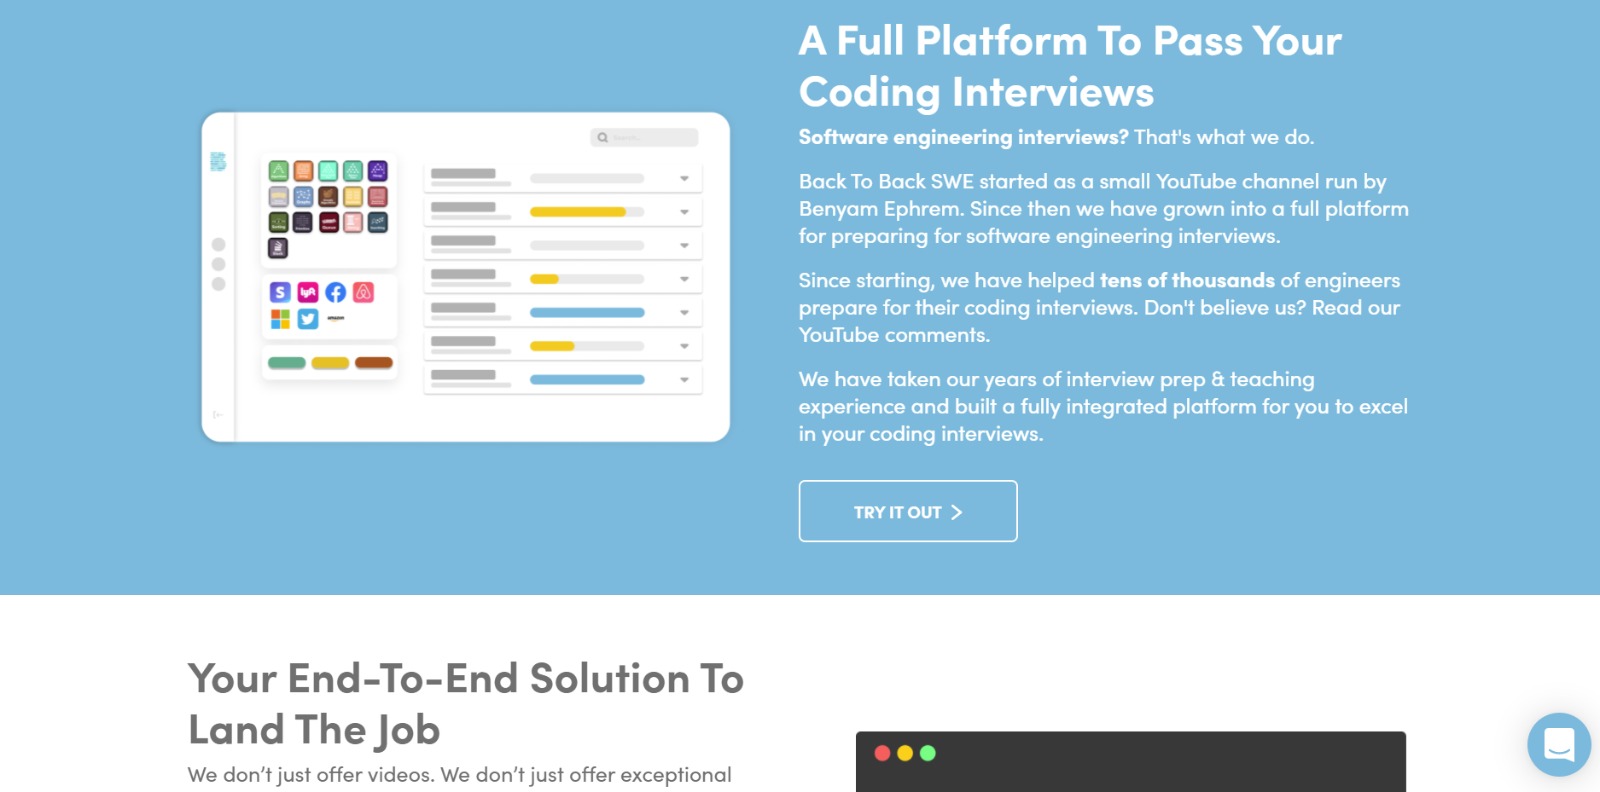 A Full Platform To Pass Your
Coding Interviews
Software engineering interviews? That's what we do.
Back To Back SWE started as a small YouTube channel run by
Benyam Ephrem. Since then we have grown into a full platform
for preparing for software engineering interviews.
Since starting, we have helped tens of thousands of engineers
prepare for their coding interviews. Don't believe us? Read our
YouTube comments.
We have taken our years of interview prep & teaching
experience and built a fully integrated platform for you to excel
in your coding interviews.
TRY IT OUT
lyft
amazon
Your End-To-End Solution To
Land The Job
We don’t just offer videos. We don’t just offer exceptional